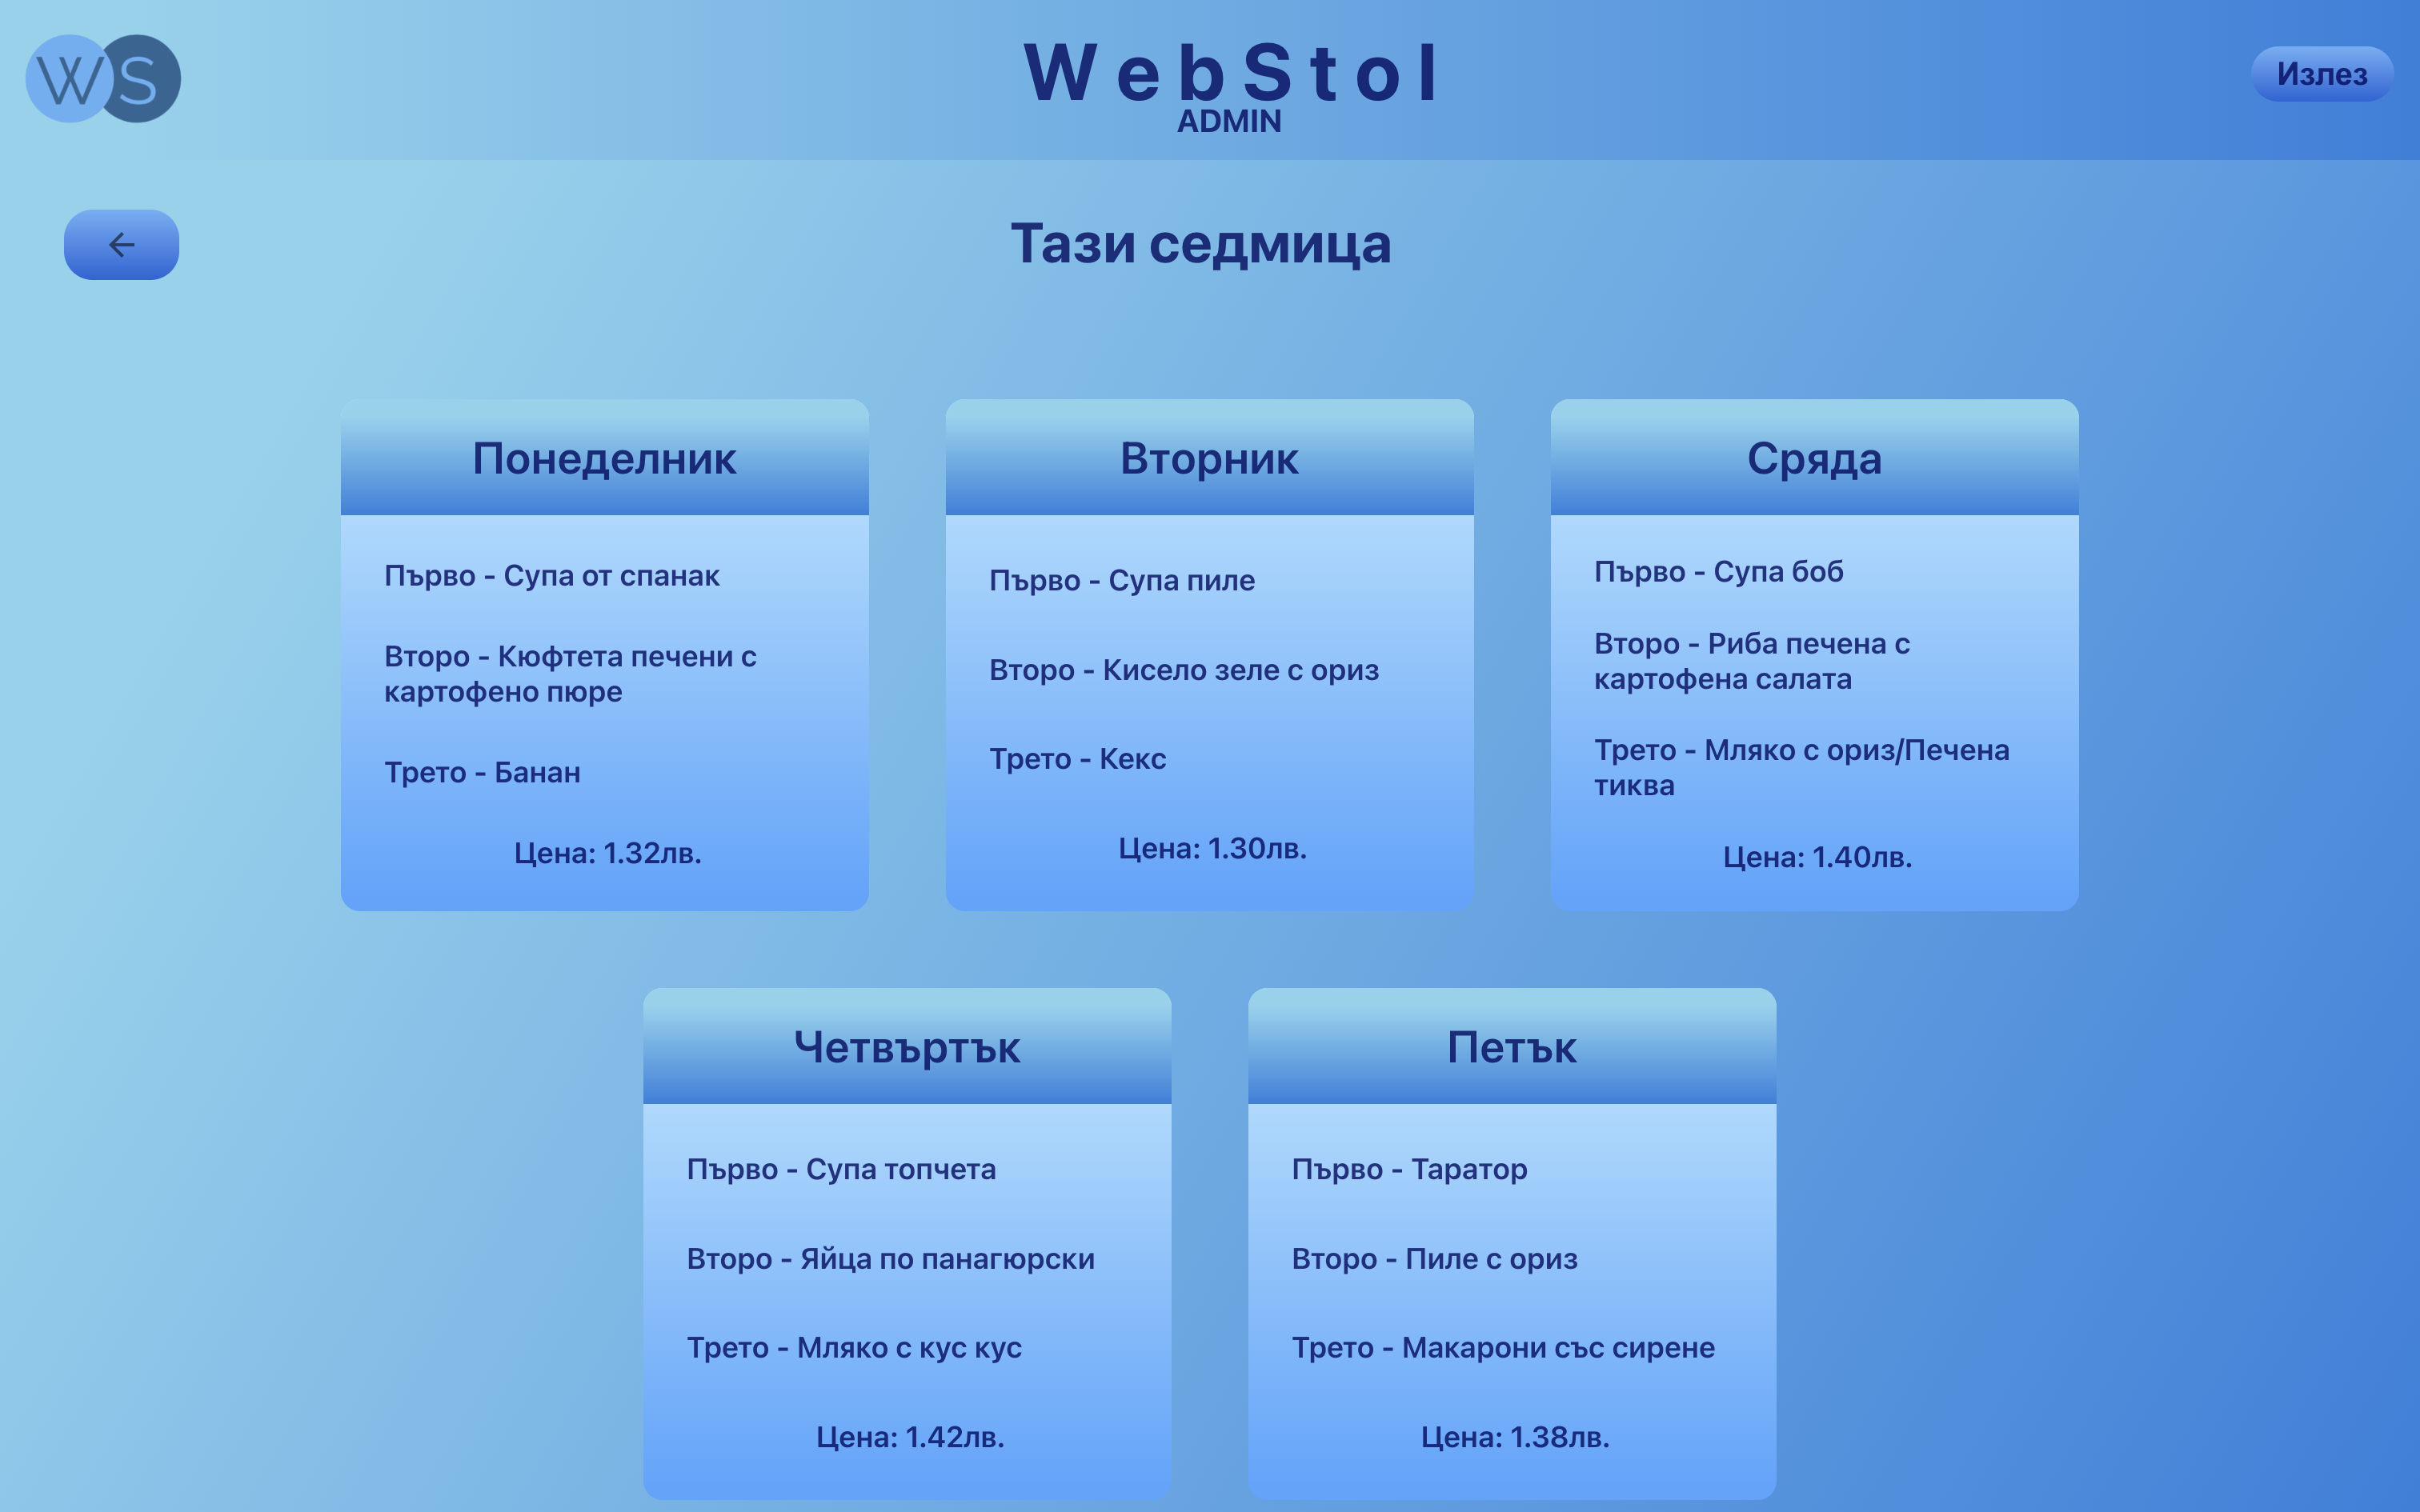 WS
WebStol
ADMIN
Излез
Тази седмица
Понеделник
Първо - Супа от спанак
Второ - Кюфтета печени с
картофено пюре
Трето - Банан
Цена: 1.32лв.
Вторник
Първо - Супа пиле
Второ - Кисело зеле с ориз
Трето - Кекс
Цена: 1.30лв.
Сряда
Първо - Супа боб
Второ - Риба печена с
картофена салата
Трето - Мляко с ориз/Печена
тиква
Цена: 1.40лв.
Четвъртък
Първо - Супа топчета
Второ - Яйца по панагюрски
Трето - Мляко с кус кус
Цена: 1.42лв.
Петък
Първо - Таратор
Второ - Пиле с ориз
Трето - Макарони със сирене
Цена: 1.38лв.